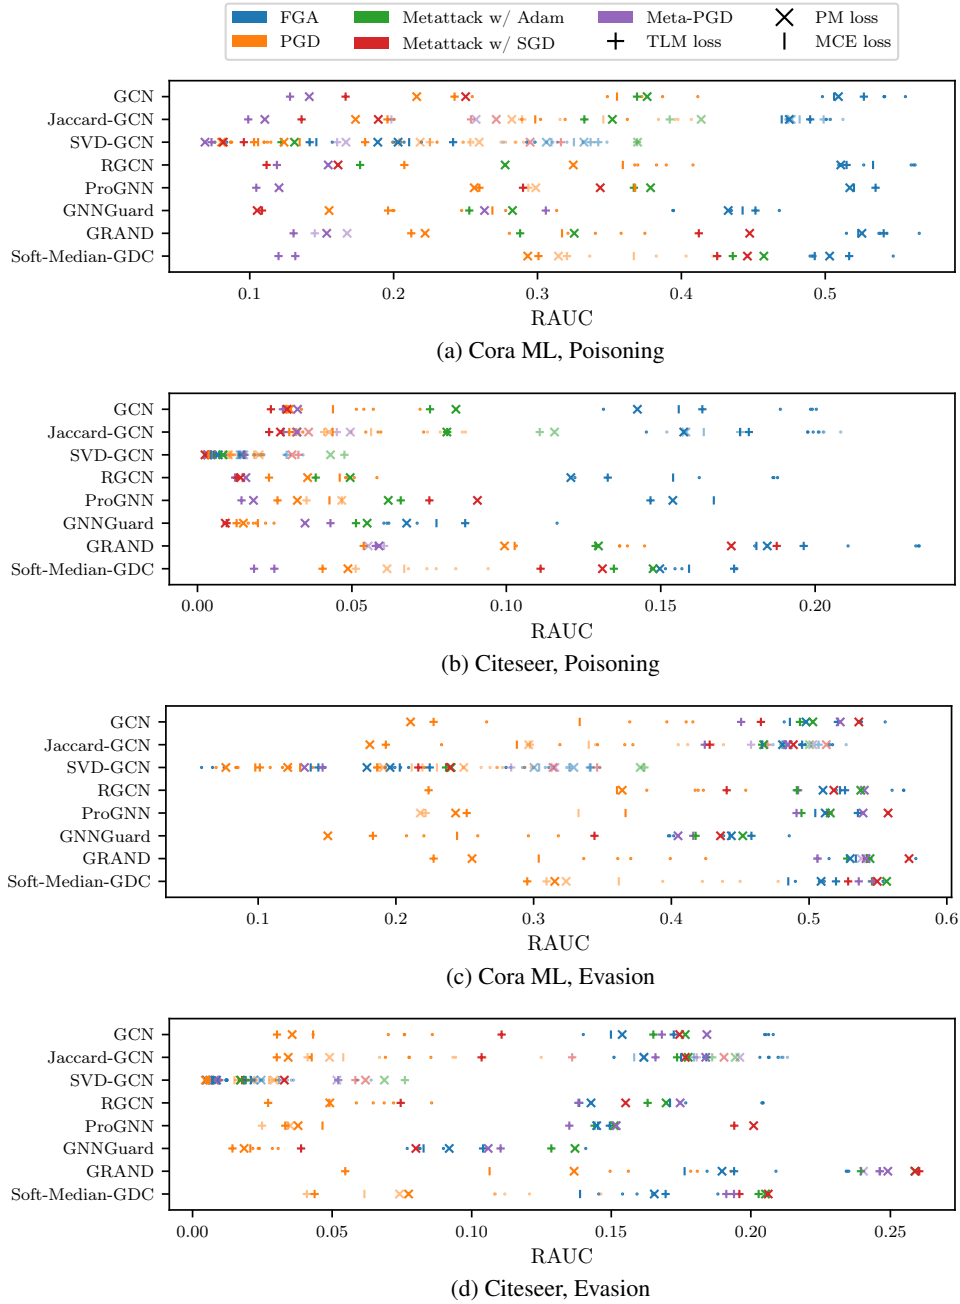 FGA
Metattack w/ Adam
Meta-PGD
PM loss
PGD
Metattack w/ SGD
TLM loss
MCE loss
GCN
Jaccard-GCN
SVD-GCN
RGCN
ProGNN
GNNGuard
GRAND
Soft-Median-GDC
0.1 0.2 0.3 0.4 0.5
RAUC
(a) Cora ML, Poisoning
GCN
Jaccard-GCN
SVD-GCN
RGCN
ProGNN
GNNGuard
GRAND
Soft-Median-GDC
0.00 0.05 0.10 0.15 0.20
RAUC
(b) Citeseer, Poisoning
GCN
Jaccard-GCN
SVD-GCN
RGCN
ProGNN
GNNGuard
GRAND
Soft-Median-GDC
0.1 0.2 0.3 0.4 0.5 0.6
RAUC
(c) Cora ML, Evasion
GCN
Jaccard-GCN
SVD-GCN
RGCN
ProGNN
GNNGuard
GRAND
Soft-Median-GDC
0.00 0.05 0.10 0.15 0.20 0.25
RAUC
(d) Citeseer, Evasion